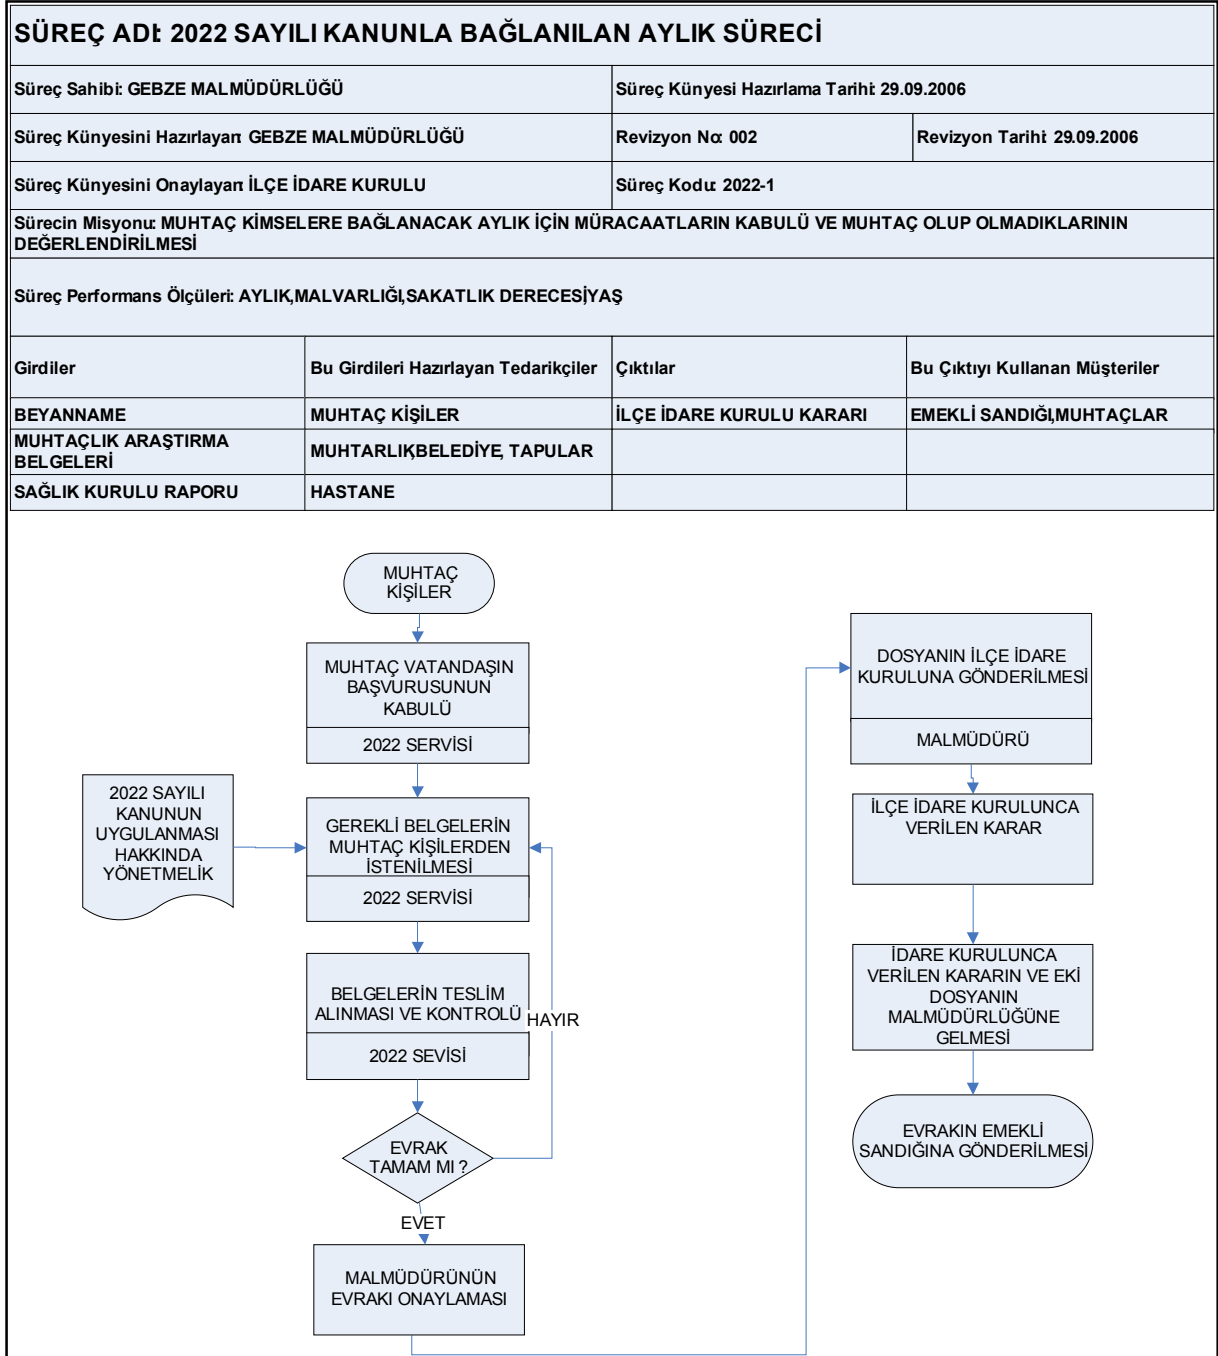 SÜREÇ ADI: 2022 SAYILI KANUNLA BAĞLANILAN AYLIK SÜRECİ
Süreç Sahibi: GEBZE MALMÜDÜRLÜĞÜ
Süreç Künyesi Hazırlama Tarihi: 29.09.2006
Süreç Künyesini Hazırlayan: GEBZE MALMÜDÜRLÜĞÜ
Revizyon No: 002
Revizyon Tarihi: 29.09.2006
Süreç Künyesini Onaylayan: İLÇE İDARE KURULU
Süreç Kodu: 2022-1
Sürecin Misyonu: MUHTAÇ KİMSELERE BAĞLANACAK AYLIK İÇİN MÜRACAATLARIN KABULÜ VE MUHTAÇ OLUP OLMADIKLARININ
DEĞERLENDİRİLMESİ
Süreç Performans Ölçüleri: AYLIK,MALVARLIĞI,SAKATLIK DERECESİ,YAŞ
Girdiler
Bu Girdileri Hazırlayan Tedarikçiler
Çıktılar
Bu Çıktıyı Kullanan Müşteriler
BEYANNAME
MUHTAÇ KİŞİLER
İLÇE İDARE KURULU KARARI
EMEKLİ SANDIĞI,MUHTAÇLAR
MUHTAÇLIK ARAŞTIRMA
BELGELERİ
MUHTARLIK,BELEDİYE, TAPULAR
SAĞLIK KURULU RAPORU
HASTANE
MUHTAÇ
KİŞİLER
MUHTAÇ VATANDAŞIN
BAŞVURUSUNUN
KABULÜ
2022 SERVİSİ
2022 SAYILI
KANUNUN
UYGULANMASI
HAKKINDA
YÖNETMELİK
GEREKLİ BELGELERİN
MUHTAÇ KİŞİLERDEN
İSTENİLMESİ
2022 SERVİSİ
BELGELERİN TESLİM
ALINMASI VE KONTROLÜ
2022 SEVİSİ
HAYIR
EVRAK
TAMAM MI ?
EVET
MALMÜDÜRÜNÜN
EVRAKI ONAYLAMASI
DOSYANIN İLÇE İDARE
KURULUNA GÖNDERİLMESİ
MALMÜDÜRÜ
İLÇE İDARE KURULUNCA
VERİLEN KARAR
İDARE KURULUNCA
VERİLEN KARARIN VE EKİ
DOSYANIN
MALMÜDÜRLÜĞÜNE
GELMESİ
EVRAKIN EMEKLİ
SANDIĞINA GÖNDERİLMESİ